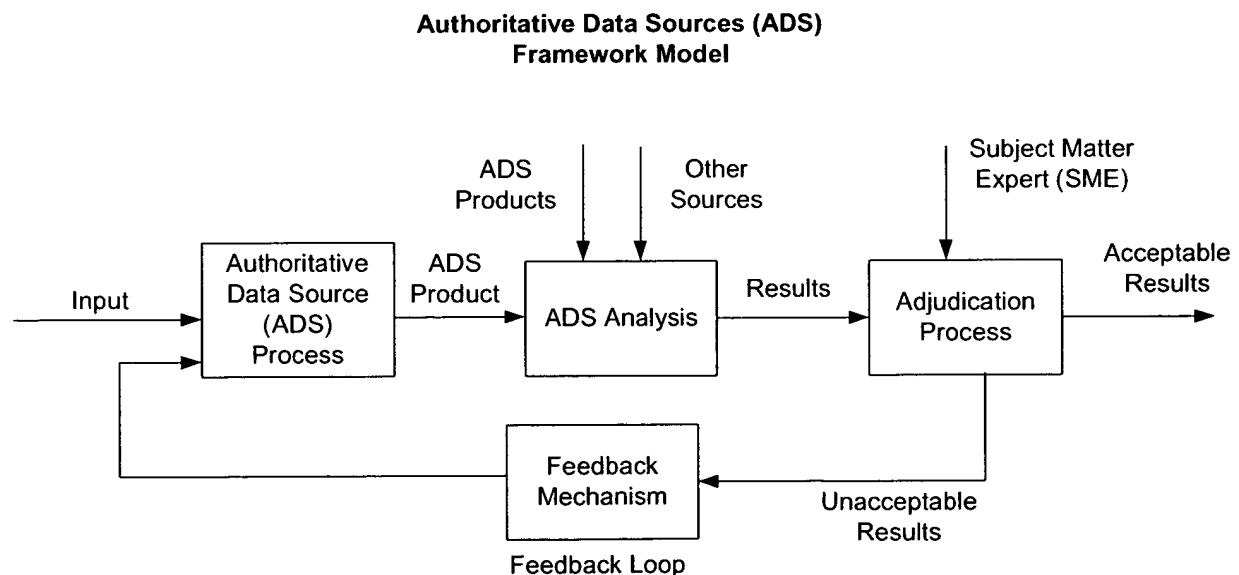 Authoritative Data Sources (ADS)
Framework Model
ADS
Products
Other
Sources
Subject Matter
Expert (SME)
Input
Authoritative
Data Source
(ADS)
Process
ADS
Product
ADS Analysis
Results
Adjudication
Process
Acceptable
Results
Feedback
Mechanism
Unacceptable
Results
Feedback Loop